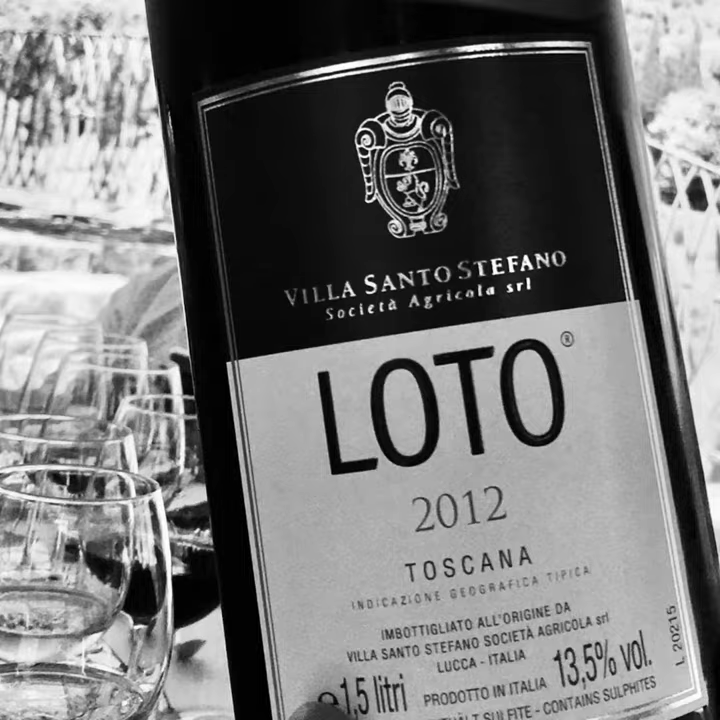 VILLA SANTO STEFANO
Società Agricola srl
LOTO®
2012
TOSCANA
INDICAZIONE GEOGRAFICA TIPICA
IMBOTTIGLIATO ALL'ORIGINE DA
VILLA SANTO STEFANO SOCIETÀ AGRICOLA srl
LUCCA - ITALIA
e 1,5 litri PRODOTTO IN ITALIA 13,5% vol.
SULFITE - CONTAINS SULPHITES
L 20215